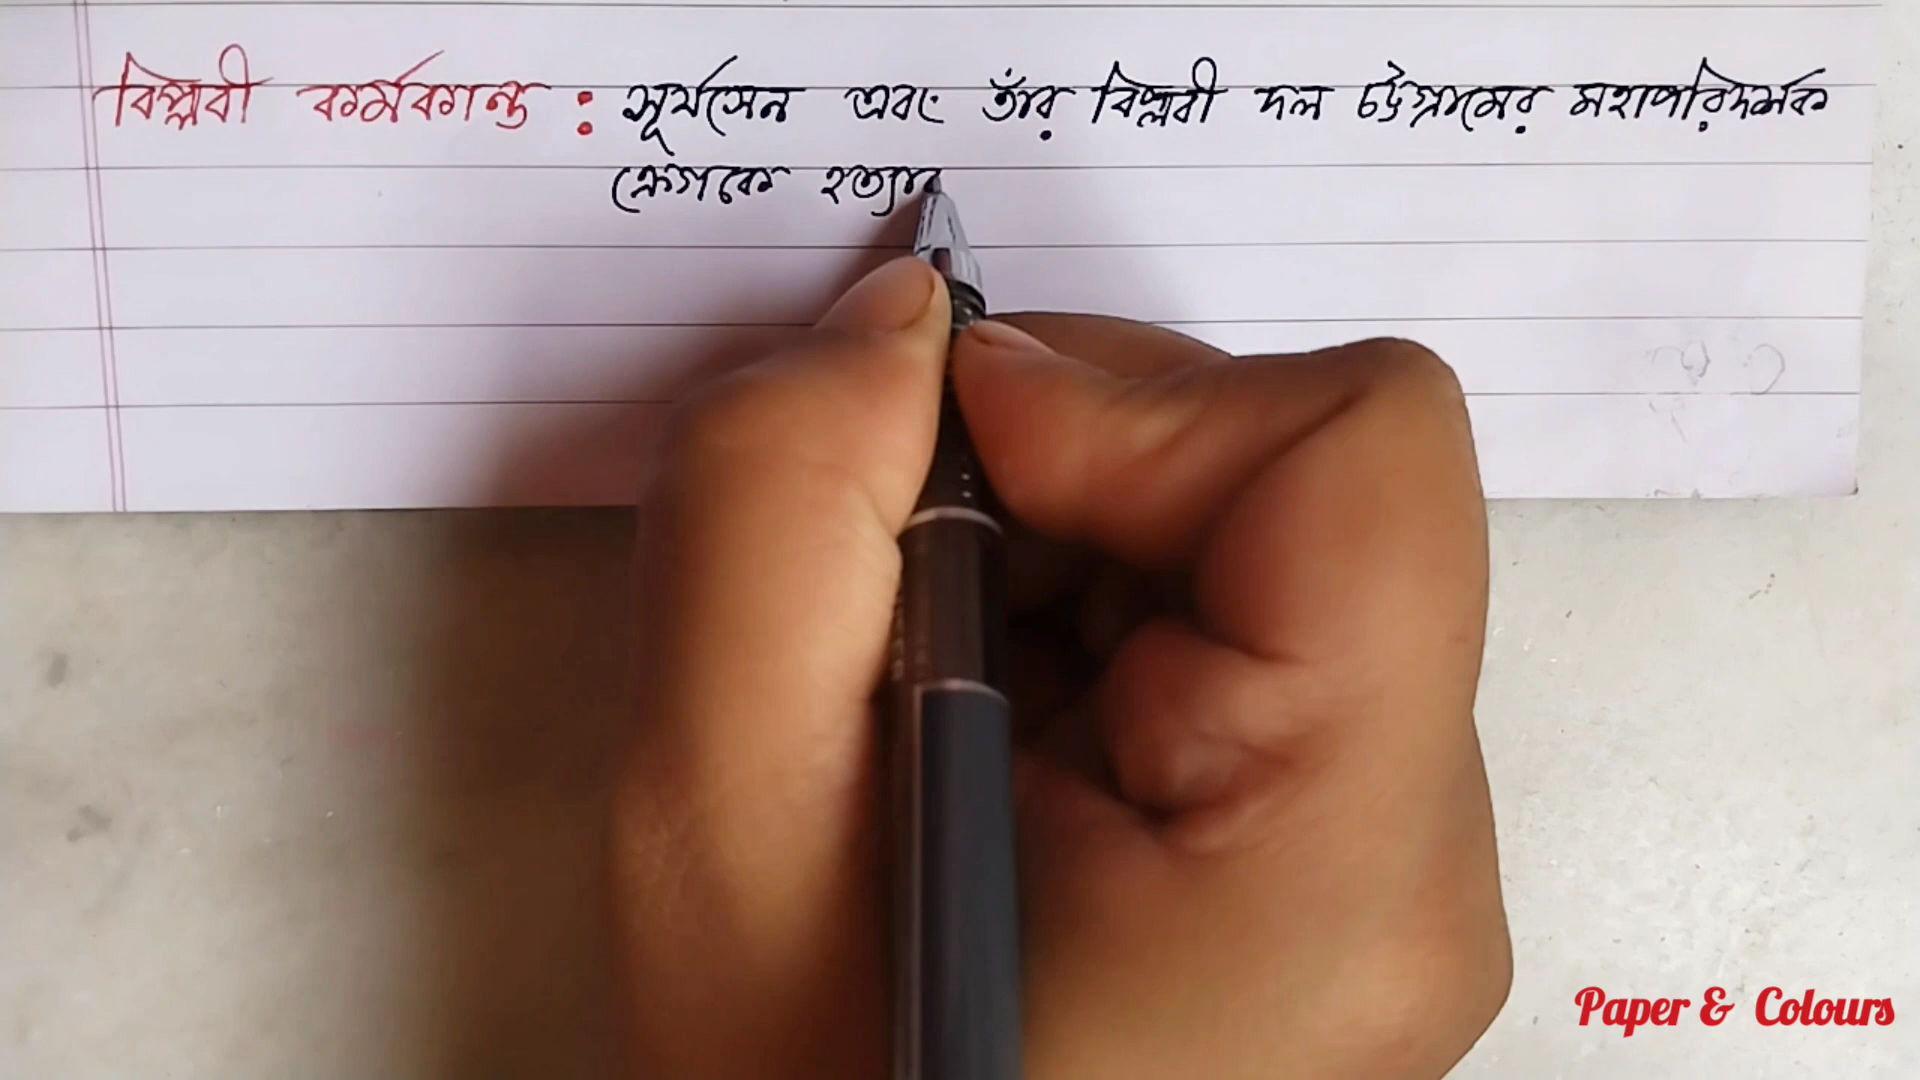 বিপ্লবী কর্মকান্ড : সূর্যসেন এবং তাঁর বিপ্লবী দল চট্টগ্রামের মহাপরিদর্শক
ক্রেগকে হত্যার
Paper & Colours